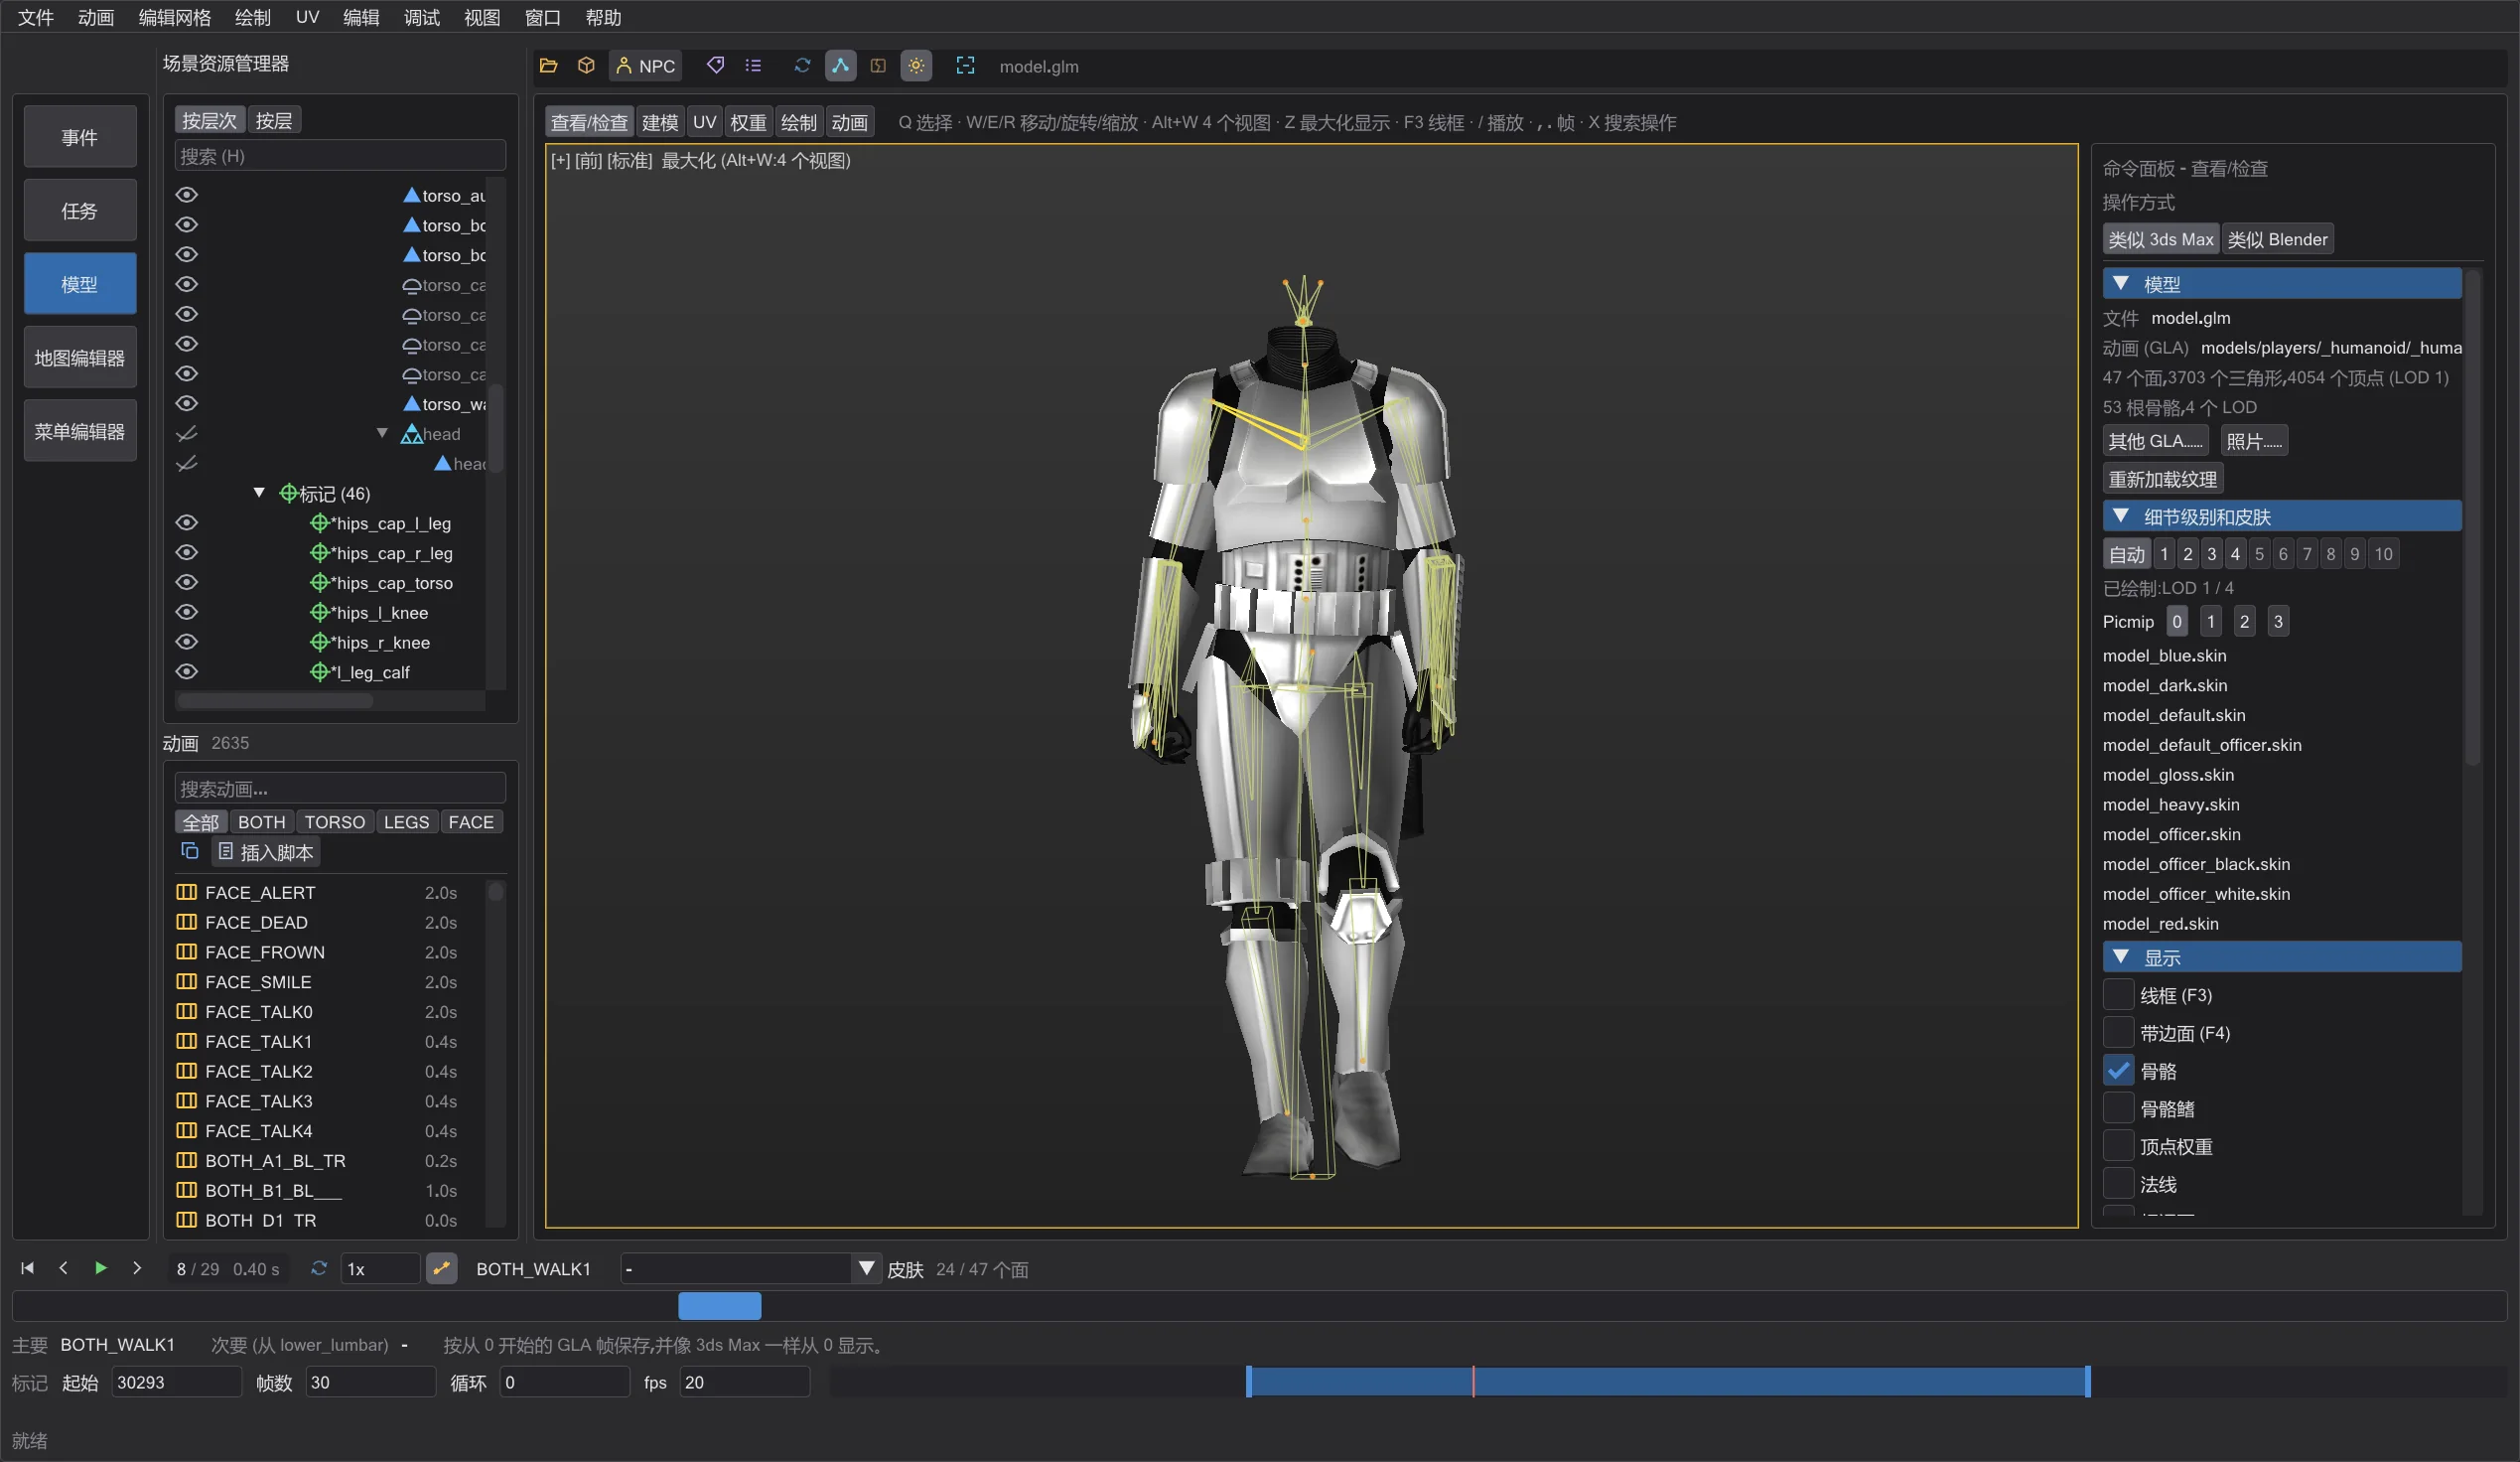 文件 动画 编辑网格 绘制 UV 编辑 调试 视图 窗口 帮助
场景资源管理器
NPC model.glm
事件
任务
模型
地图编辑器
菜单编辑器
按层次 按层
搜索 (H)
torso_au
torso_bo
torso_bo
torso_ca
torso_ca
torso_ca
torso_ca
torso_wa
head
head
标记 (46)
*hips_cap_l_leg
*hips_cap_r_leg
*hips_cap_torso
*hips_l_knee
*hips_r_knee
*l_leg_calf
动画 2635
搜索动画...
全部 BOTH TORSO LEGS FACE
插入脚本
FACE_ALERT 2.0s
FACE_DEAD 2.0s
FACE_FROWN 2.0s
FACE_SMILE 2.0s
FACE_TALK0 2.0s
FACE_TALK1 0.4s
FACE_TALK2 0.4s
FACE_TALK3 0.4s
FACE_TALK4 0.4s
BOTH_A1_BL_TR 0.2s
BOTH_B1_BL___ 1.0s
BOTH_D1_TR 0.0s
查看/检查 建模 UV 权重 绘制 动画 Q 选择 · W/E/R 移动/旋转/缩放 · Alt+W 4 个视图 · Z 最大化显示 · F3 线框 · / 播放 · , . 帧 · X 搜索操作
[+] [前] [标准] 最大化 (Alt+W:4 个视图)
命令面板 - 查看/检查
操作方式
类似 3ds Max 类似 Blender
模型
文件 model.glm
动画 (GLA) models/players/_humanoid/_huma
47 个面,3703 个三角形,4054 个顶点 (LOD 1)
53 根骨骼,4 个 LOD
其他 GLA...... 照片......
重新加载纹理
细节级别和皮肤
自动 1 2 3 4 5 6 7 8 9 10
已绘制:LOD 1 / 4
Picmip 0 1 2 3
model_blue.skin
model_dark.skin
model_default.skin
model_default_officer.skin
model_gloss.skin
model_heavy.skin
model_officer.skin
model_officer_black.skin
model_officer_white.skin
model_red.skin
显示
线框 (F3)
带边面 (F4)
骨骼
骨骼鳍
顶点权重
法线
8 / 29 0.40 s 1x BOTH_WALK1 - 皮肤 24 / 47 个面
主要 BOTH_WALK1 次要 (从 lower_lumbar) - 按从 0 开始的 GLA 帧保存,并像 3ds Max 一样从 0 显示。
标记 起始 30293 帧数 30 循环 0 fps 20
就绪